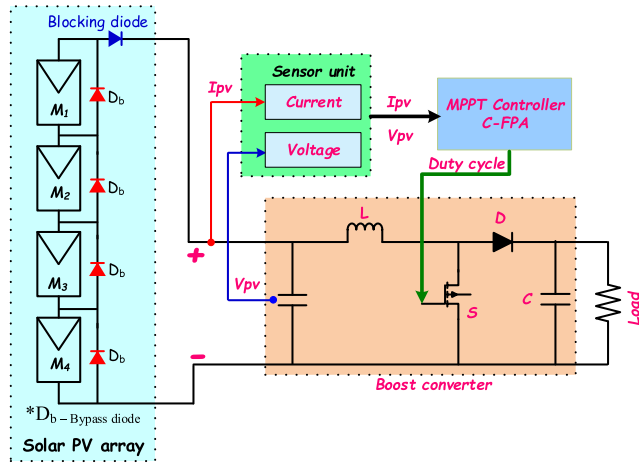 Blocking diode
M1
Db
M2
Db
M3
Db
M4
Db
*Db – Bypass diode
Solar PV array
Sensor unit
Ipv
Current
Voltage
Vpv
Ipv
Vpv
MPPT Controller
C-FPA
Duty cycle
+
–
Vpv
L
D
S
C
Load
Boost converter